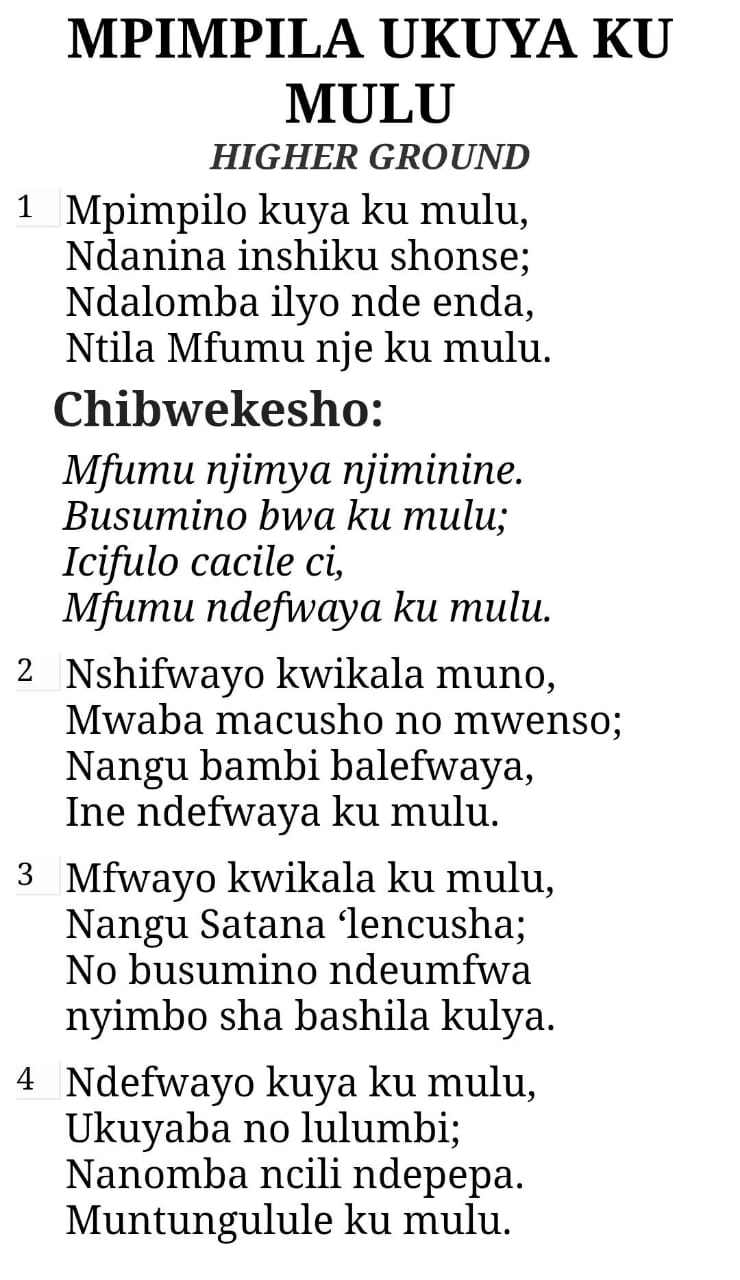 MPIMPILA UKUYA KU
MULU
HIGHER GROUND
1 Mpimpilo kuya ku mulu,
Ndanina inshiku shonse;
Ndalomba ilyo nde enda,
Ntila Mfumu nje ku mulu.
Chibwekesho:
Mfumu njimya njiminine.
Busumino bwa ku mulu;
Icifulo cacile ci,
Mfumu ndefwaya ku mulu.
2 Nshifwayo kwikala muno,
Mwaba macusho no mwenso;
Nangu bambi balefwaya,
Ine ndefwaya ku mulu.
3 Mfwayo kwikala ku mulu,
Nangu Satana ‘lencusha;
No busumino ndeumfwa
nyimbo sha bashila kulya.
4 Ndefwayo kuya ku mulu,
Ukuyaba no lulumbi;
Nanomba ncili ndepepa.
Muntungulule ku mulu.